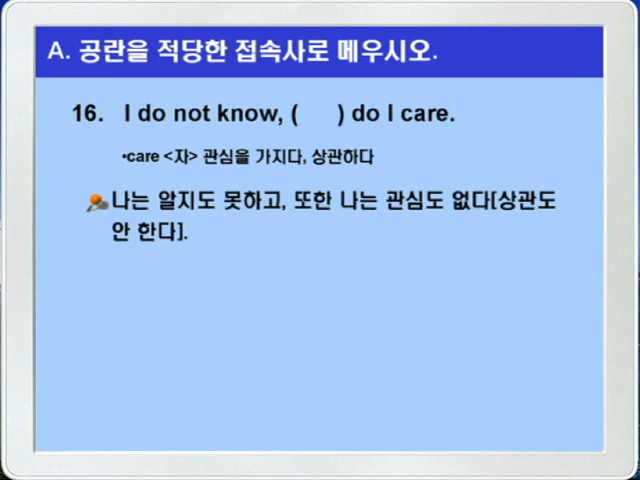 A. 공란을 적당한 접속사로 메우시오.
16. I do not know, (      ) do I care.
•care <자> 관심을 가지다, 상관하다
나는 알지도 못하고, 또한 나는 관심도 없다[상관도
안 한다].